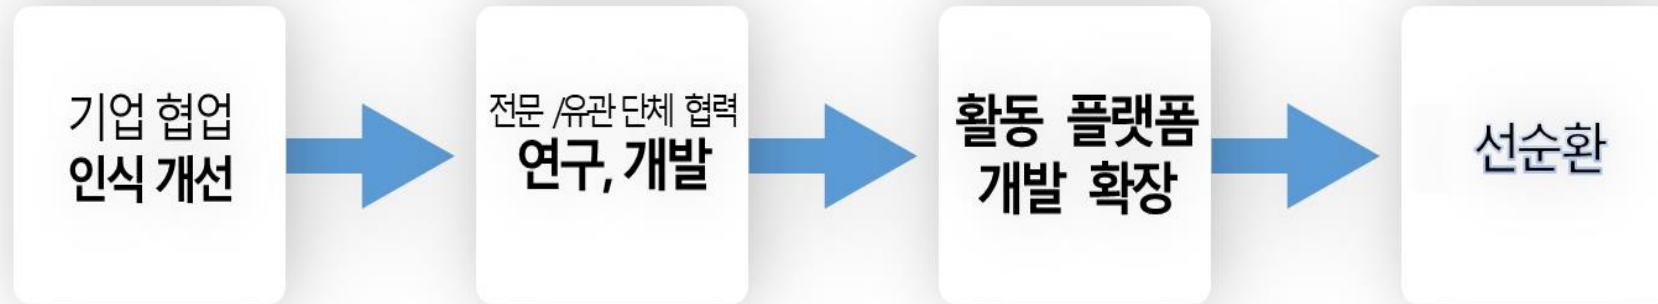 기업 협업
인식 개선
전문 /유관 단체 협력
연구, 개발
활동 플랫폼
개발 확장
선순환